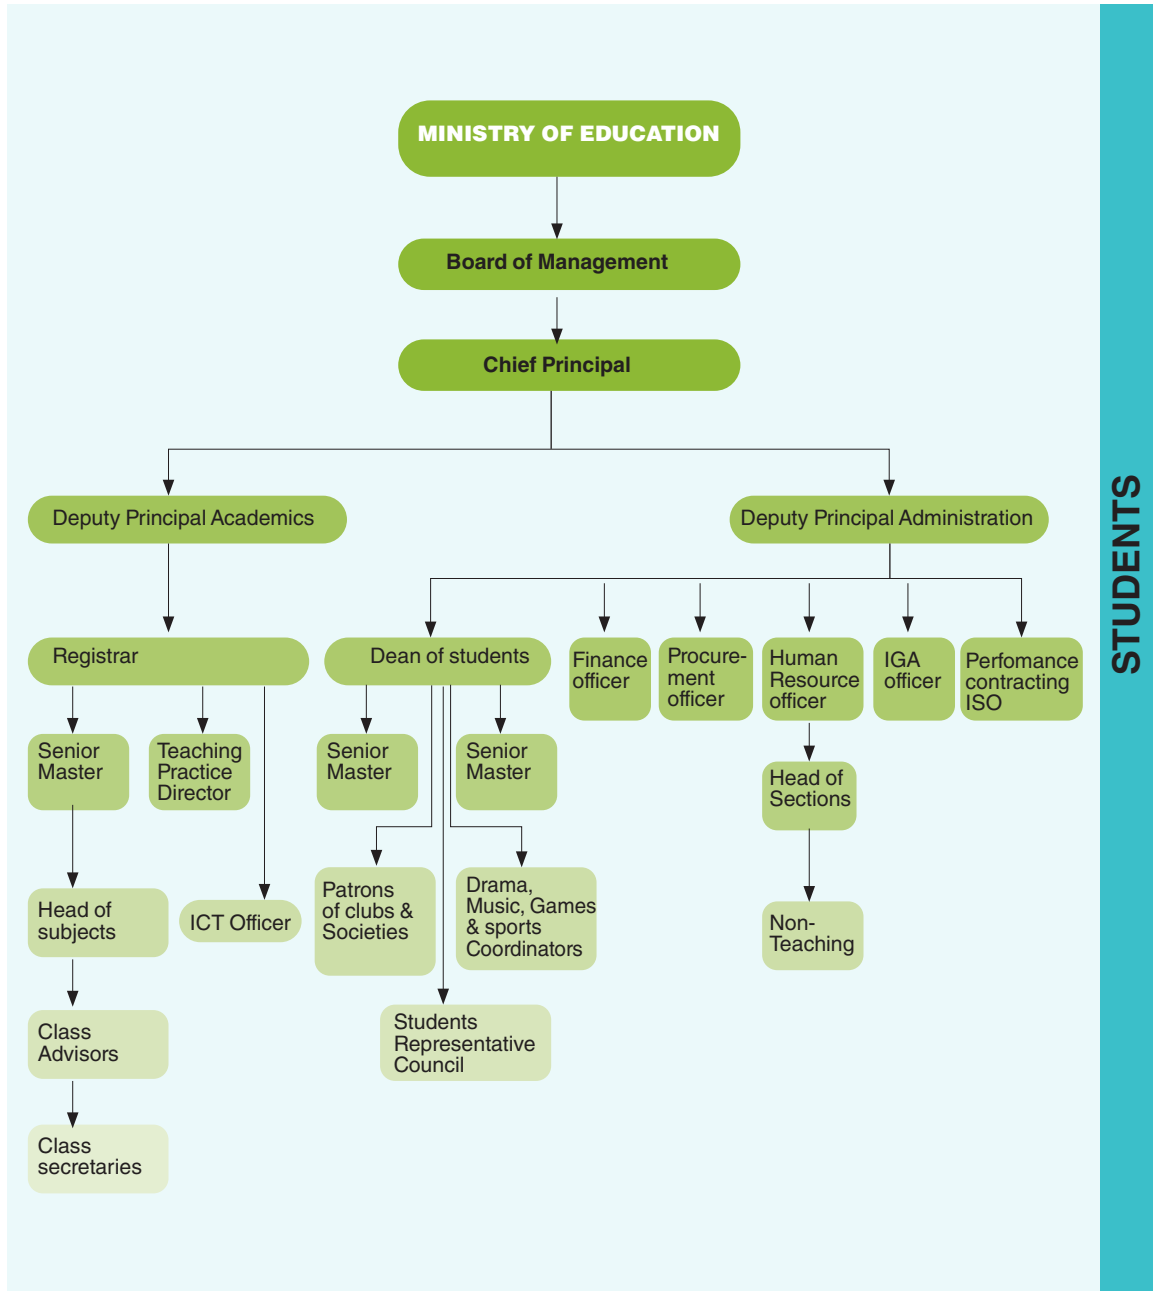 MINISTRY OF EDUCATION
Board of Management
Chief Principal
Deputy Principal Academics
Deputy Principal Administration
Registrar
Dean of students
Finance
officer
Procure-
ment
officer
Human
Resource
officer
IGA
officer
Perfomance
contracting
ISO
Senior
Master
Teaching
Practice
Director
Senior
Master
Senior
Master
Head of
Sections
Head of
subjects
ICT Officer
Patrons
of clubs &
Societies
Drama,
Music, Games
& sports
Coordinators
Non-
Teaching
Class
Advisors
Students
Representative
Council
Class
secretaries
STUDENTS